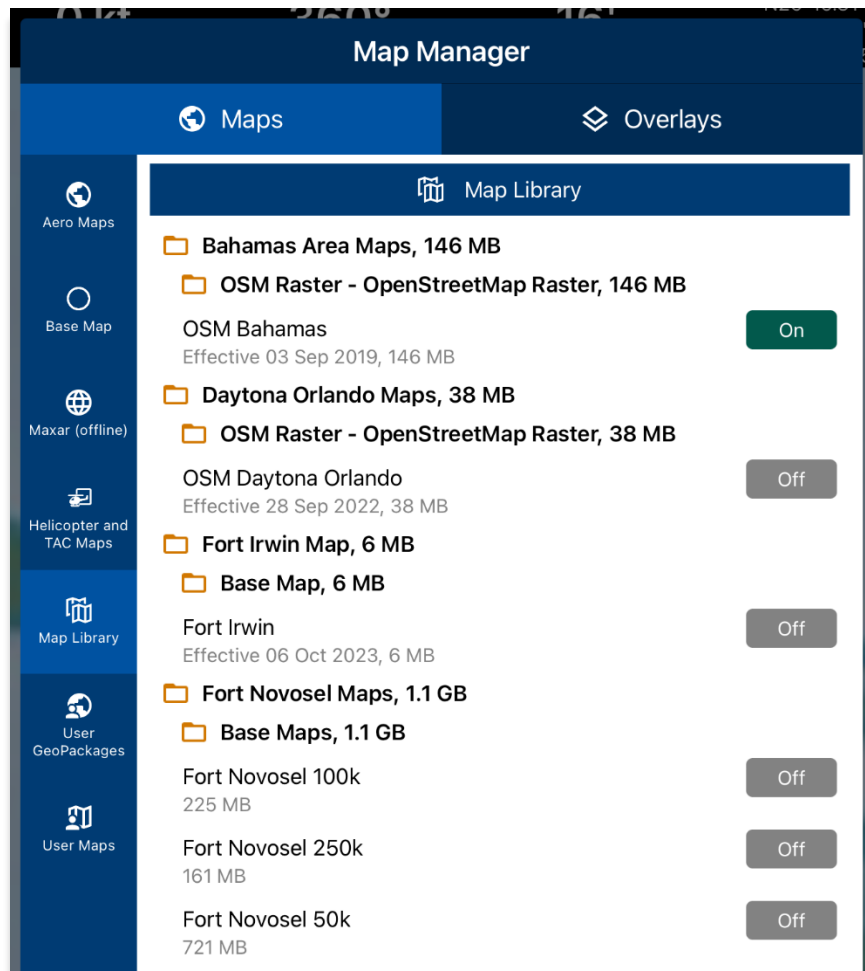 Map Manager
Maps
Overlays
Aero Maps
Base Map
Maxar (offline)
Helicopter and
TAC Maps
Map Library
User
GeoPackages
User Maps
Map Library
Bahamas Area Maps, 146 MB
OSM Raster - OpenStreetMap Raster, 146 MB
OSM Bahamas
On
Effective 03 Sep 2019, 146 MB
Daytona Orlando Maps, 38 MB
OSM Raster - OpenStreetMap Raster, 38 MB
OSM Daytona Orlando
Off
Effective 28 Sep 2022, 38 MB
Fort Irwin Map, 6 MB
Base Map, 6 MB
Fort Irwin
Off
Effective 06 Oct 2023, 6 MB
Fort Novosel Maps, 1.1 GB
Base Maps, 1.1 GB
Fort Novosel 100k
Off
225 MB
Fort Novosel 250k
Off
161 MB
Fort Novosel 50k
Off
721 MB